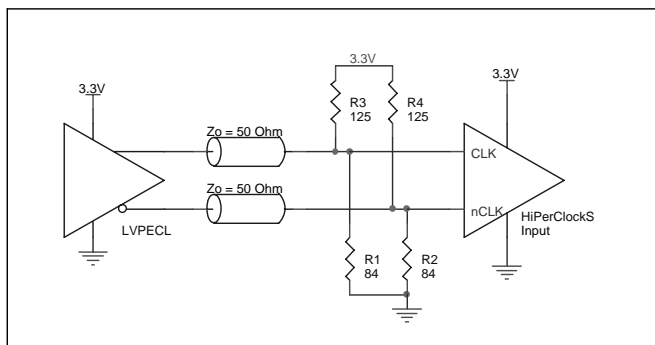 3.3V
3.3V
3.3V
R3
125
R4
125
Zo = 50 Ohm
CLK
Zo = 50 Ohm
nCLK
HiPerClockS
Input
LVPECL
R1
84
R2
84